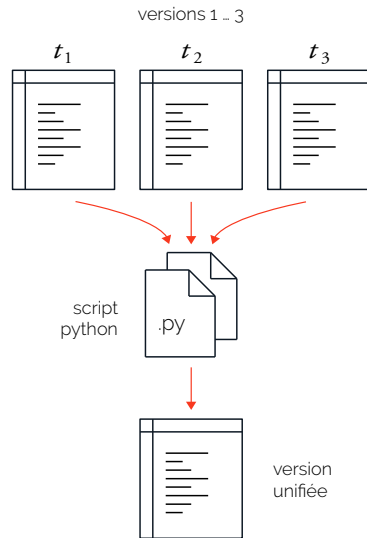 versions 1 … 3
t₁ t₂ t₃
script
python
.py
version
unifiée